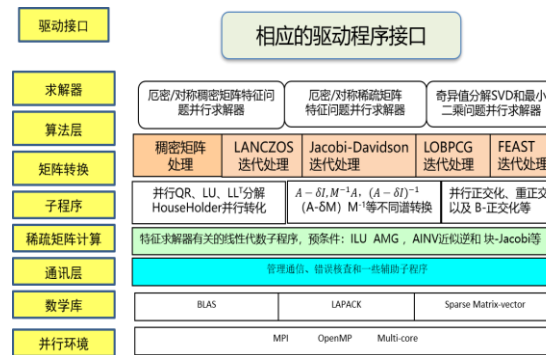 驱动接口
相应的驱动程序接口
求解器
厄密/对称稠密矩阵特征问
题并行求解器
厄密/对称稀疏矩阵
特征问题并行求解器
奇异值分解SVD和最小
二乘问题并行求解器
算法层
稠密矩阵
处理
LANCZOS
迭代处理
Jacobi-Davidson
迭代处理
LOBPCG
迭代处理
FEAST
迭代处理
矩阵转换
子程序
并行QR、LU、LLᵀ分解
HouseHolder并行转化
A − δI, M⁻¹A, (A − δI)⁻¹
(A-δM) M⁻¹等不同谱转换
并行正交化、重正交
以及 B-正交化等
稀疏矩阵计算
特征求解器有关的线性代数子程序，预条件：ILU AMG ，AINV近似逆和 块-Jacobi等
通讯层
管理通信、错误核查和一些辅助子程序
数学库
BLAS
LAPACK
Sparse Matrix-vector
并行环境
MPI OpenMP Multi-core